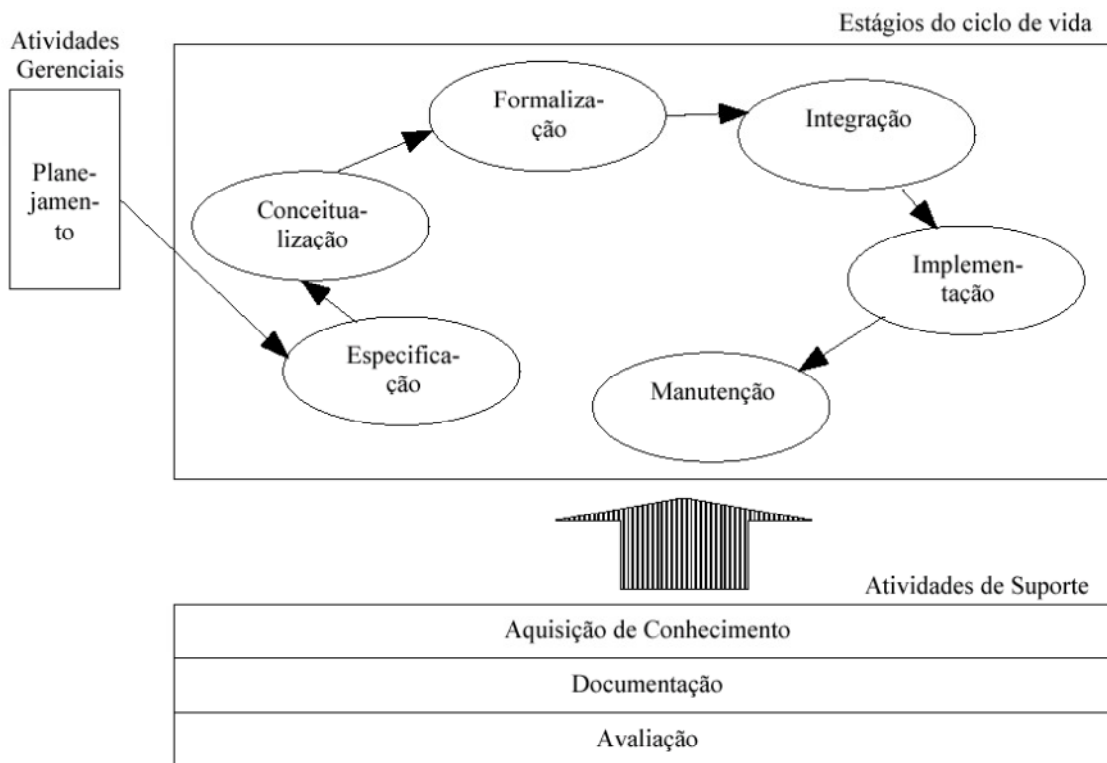 Estágios do ciclo de vida
Atividades
Gerenciais
Plane-
jamen-
to
Formaliza-
ção
Integração
Conceitua-
lização
Implemen-
tação
Especifica-
ção
Manutenção
Atividades de Suporte
Aquisição de Conhecimento
Documentação
Avaliação